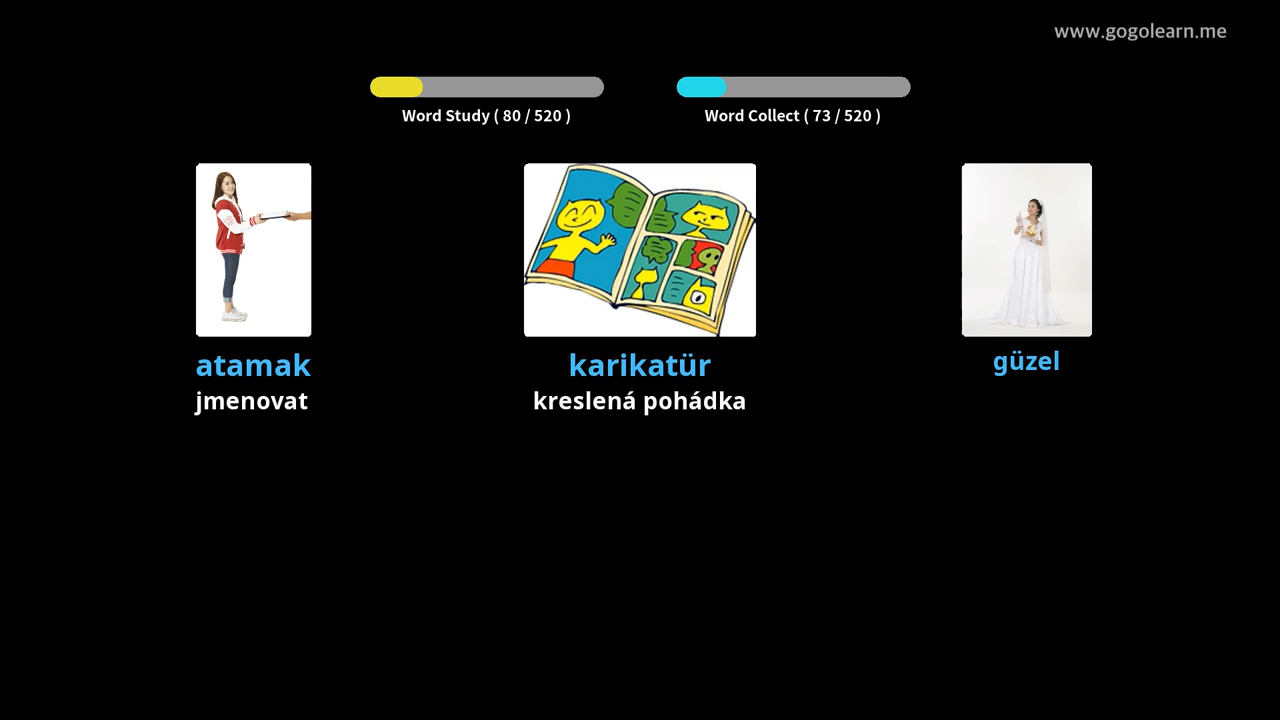 www.gogolearn.me
Word Study ( 80 / 520 )
Word Collect ( 73 / 520 )
atamak
jmenovat
karikatür
kreslená pohádka
güzel